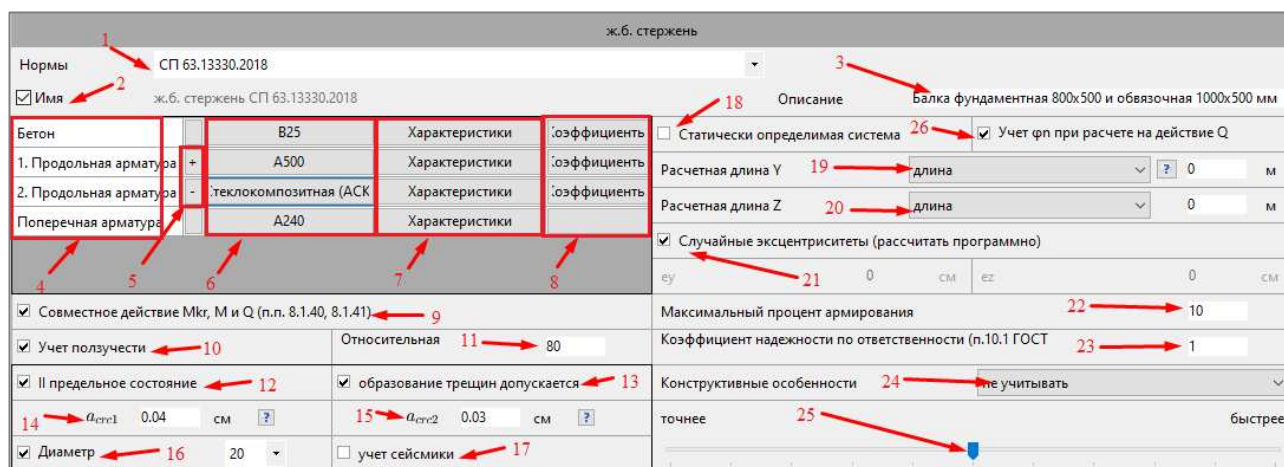 ж.б. стержень
1
Нормы СП 63.13330.2018 3
2
Имя ж.б. стержень СП 63.13330.2018 18 Описание Балка фундаментная 800х500 и обвязочная 1000х500 мм
Бетон B25 Характеристики Коэффициенть Статически определимая система 26 Учет φn при расчете на действие Q
1. Продольная арматура + A500 Характеристики Коэффициенть Расчетная длина Y 19 длина ? 0 м
2. Продольная арматура - теклокомпозитная (АСК Характеристики Коэффициенть
Поперечная арматура A240 Характеристики Расчетная длина Z 20 длина 0 м
Случайные эксцентриситеты (рассчитать программно)
4 5 6 7 8 ey 21 0 см ez 0 см
Совместное действие Mkr, M и Q (п.п. 8.1.40, 8.1.41) 9 Максимальный процент армирования 22 10
Учет ползучести 10 Относительная 11 80 Коэффициент надежности по ответственности (п.10.1 ГОСТ 23 1
II предельное состояние 12 образование трещин допускается 13 Конструктивные особенности 24 не учитывать
14 acrc1 0.04 см ? 15 acrc2 0.03 см ? точнее 25 быстрее
Диаметр 16 20 учет сейсмики 17